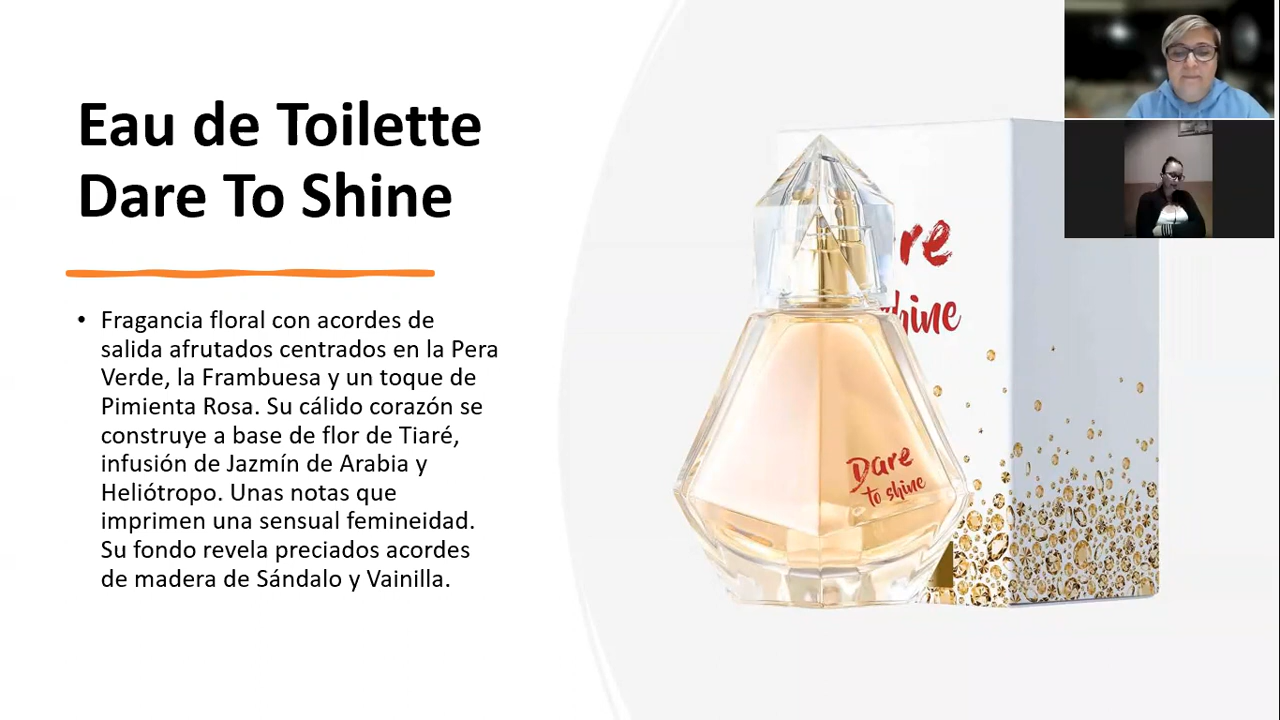 Eau de Toilette
Dare To Shine
• Fragancia floral con acordes de
salida afrutados centrados en la Pera
Verde, la Frambuesa y un toque de
Pimienta Rosa. Su cálido corazón se
construye a base de flor de Tiaré,
infusión de Jazmín de Arabia y
Heliótropo. Unas notas que
imprimen una sensual femineidad.
Su fondo revela preciados acordes
de madera de Sándalo y Vainilla.
re
hine
Dare
to shine